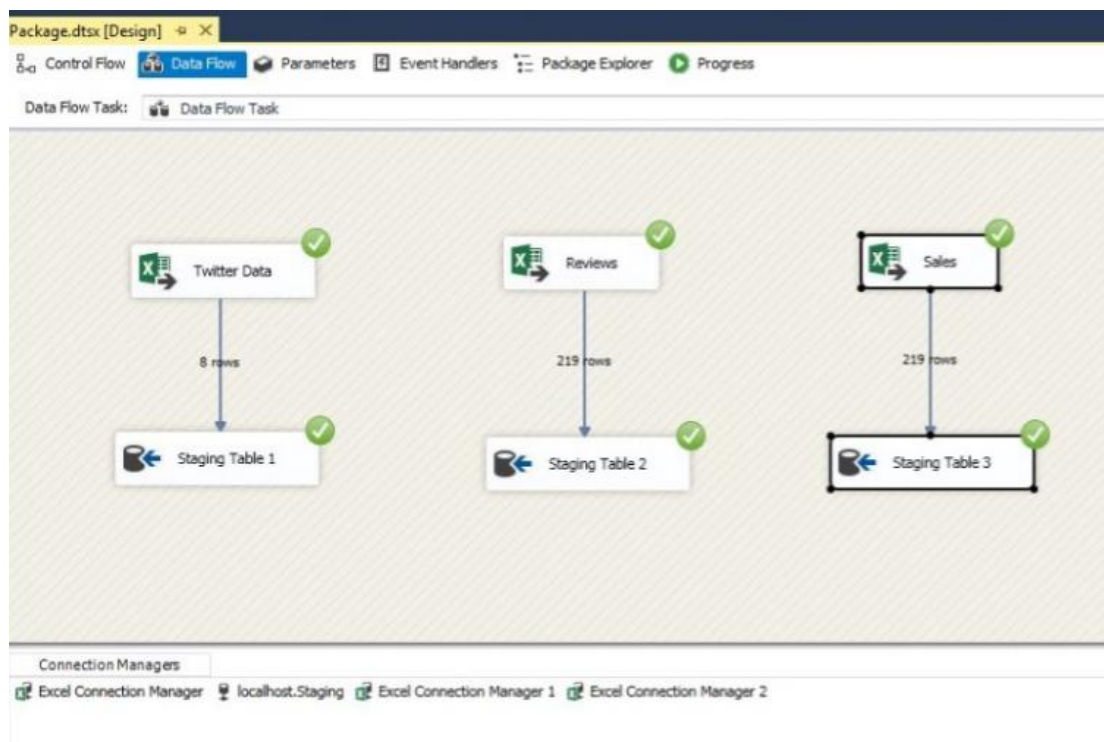 Package.dtsx [Design]
Control Flow Data Flow Parameters Event Handlers Package Explorer Progress
Data Flow Task: Data Flow Task
Twitter Data Reviews Sales
8 rows 219 rows 219 rows
Staging Table 1 Staging Table 2 Staging Table 3
Connection Managers
Excel Connection Manager localhost.Staging Excel Connection Manager 1 Excel Connection Manager 2